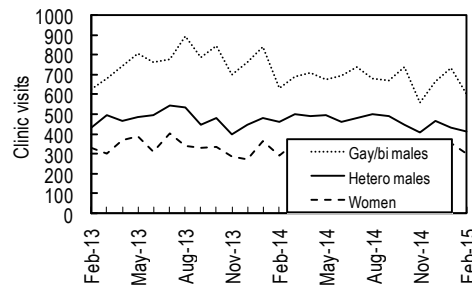 Clinic visits
1000
900
800
700
600
500
400
300
200
100
0
Gay/bi males
Hetero males
Women
Feb-13
May-13
Aug-13
Nov-13
Feb-14
May-14
Aug-14
Nov-14
Feb-15